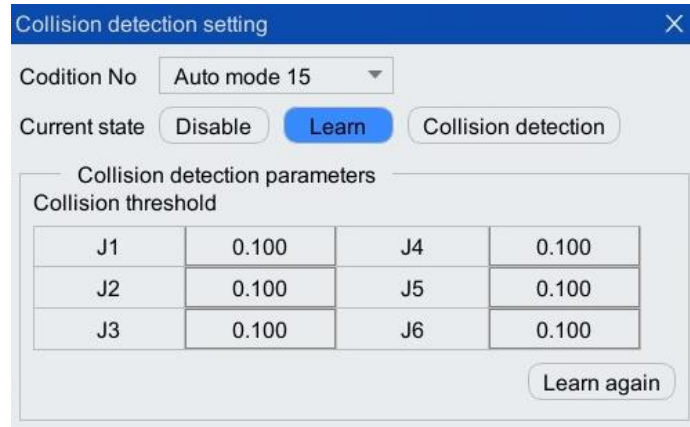 Collision detection setting
Codition No Auto mode 15
Current state Disable Learn Collision detection
Collision detection parameters
Collision threshold
J1 0.100 J4 0.100
J2 0.100 J5 0.100
J3 0.100 J6 0.100
Learn again